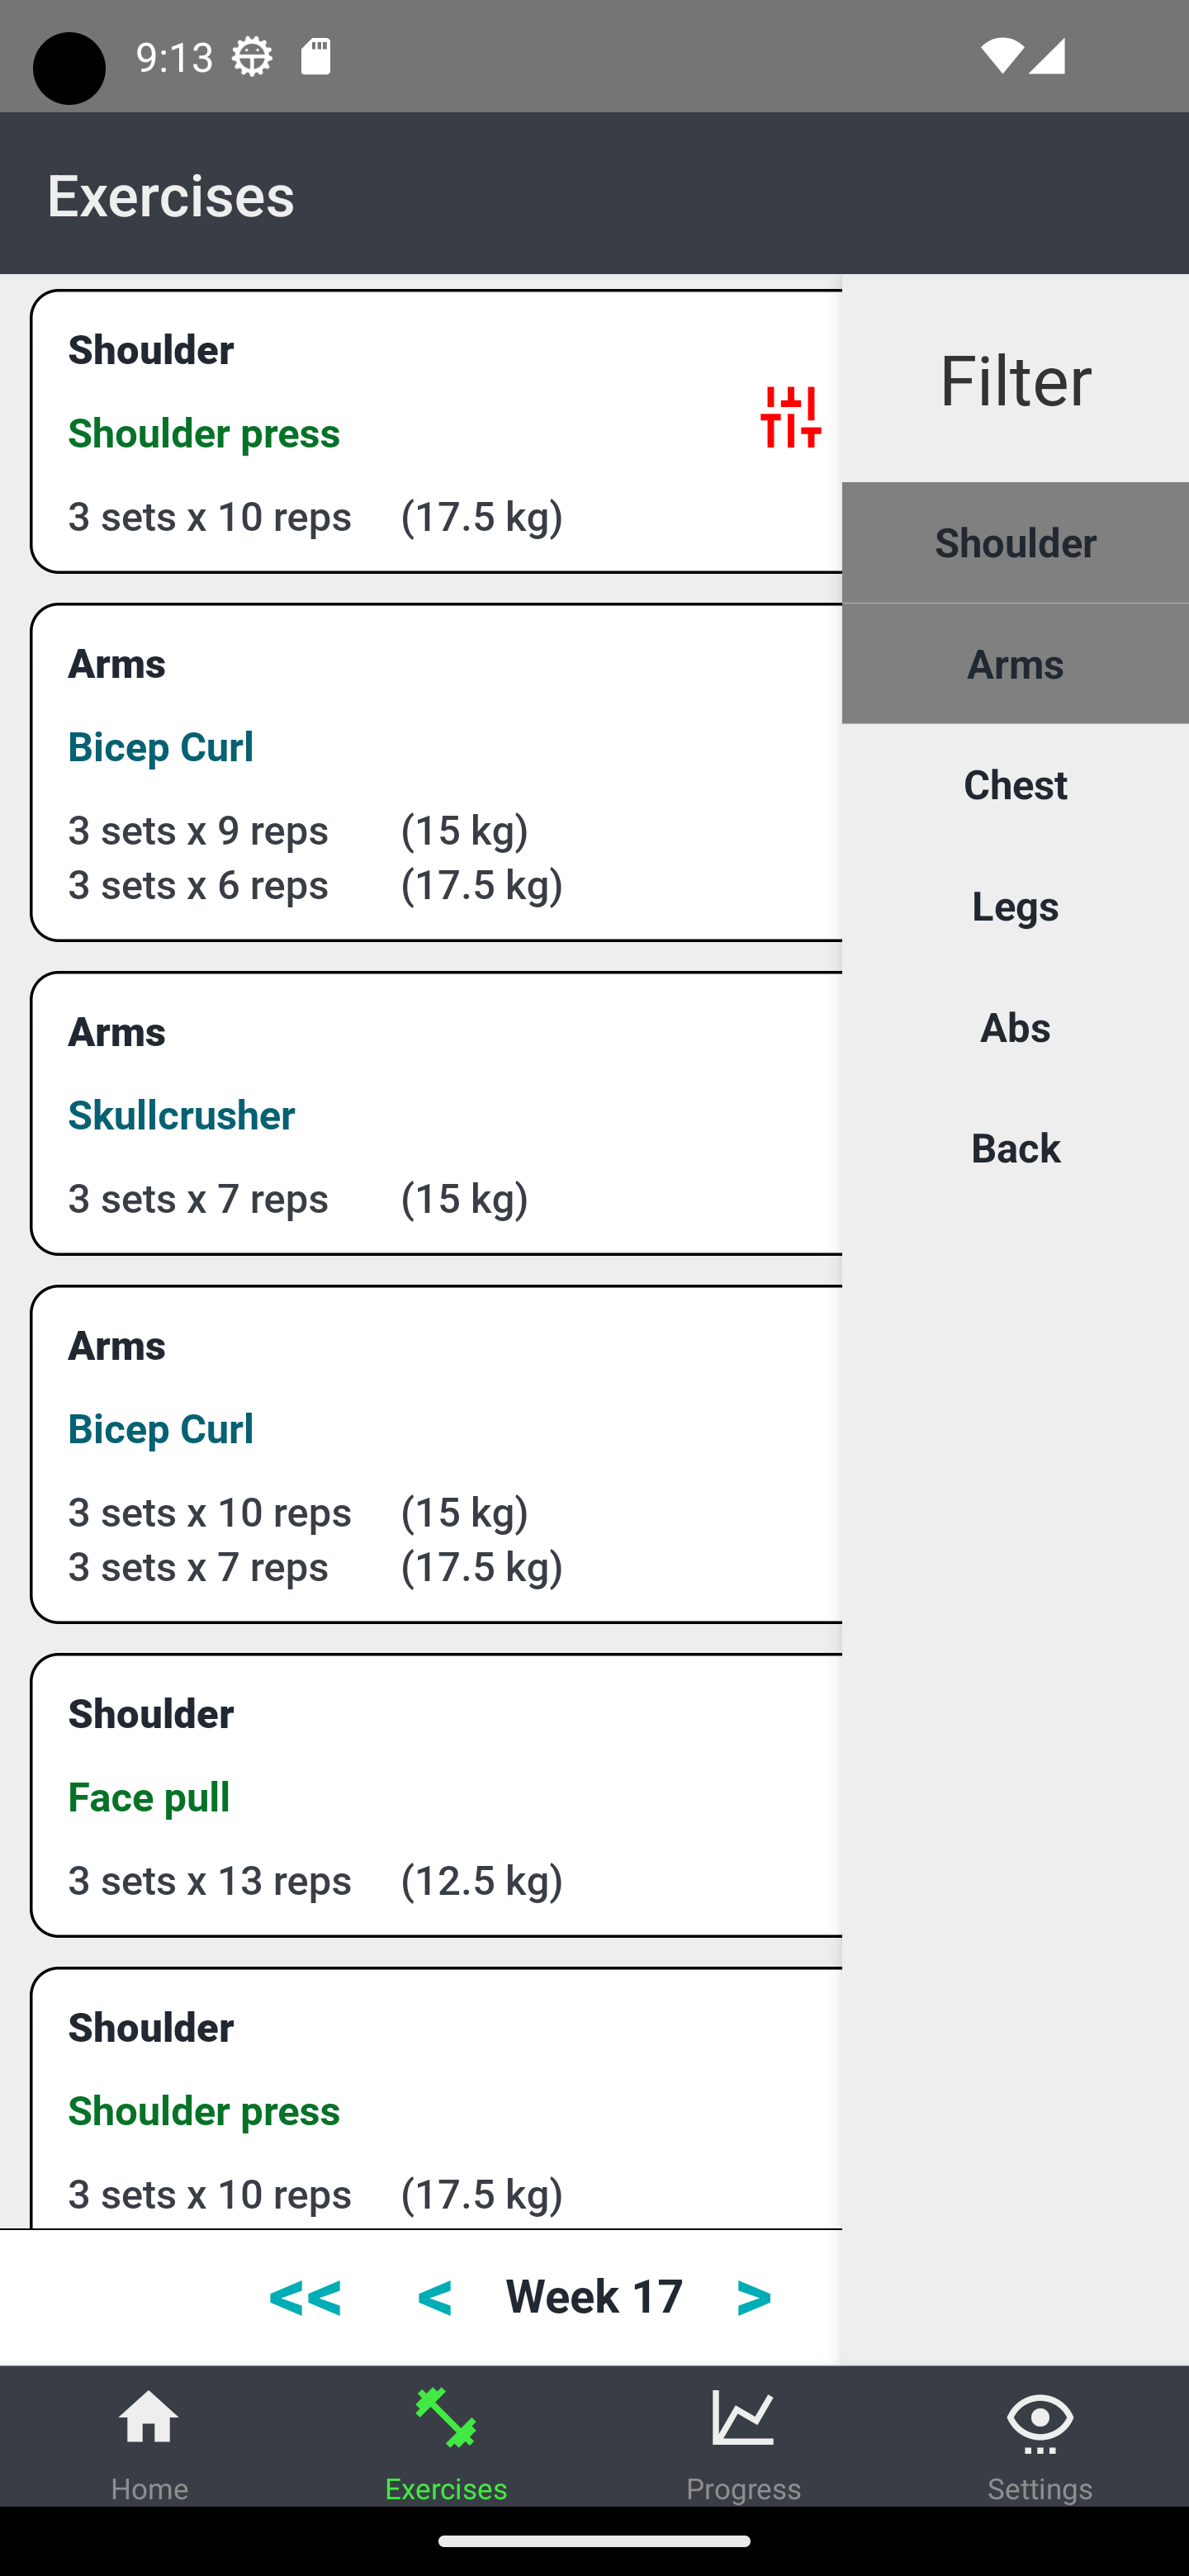 9:13
Exercises
Shoulder
Shoulder press
3 sets x 10 reps (17.5 kg)
Arms
Bicep Curl
3 sets x 9 reps (15 kg)
3 sets x 6 reps (17.5 kg)
Arms
Skullcrusher
3 sets x 7 reps (15 kg)
Arms
Bicep Curl
3 sets x 10 reps (15 kg)
3 sets x 7 reps (17.5 kg)
Shoulder
Face pull
3 sets x 13 reps (12.5 kg)
Shoulder
Shoulder press
3 sets x 10 reps (17.5 kg)
Filter
Shoulder
Arms
Chest
Legs
Abs
Back
<< < Week 17 >
Home Exercises Progress Settings